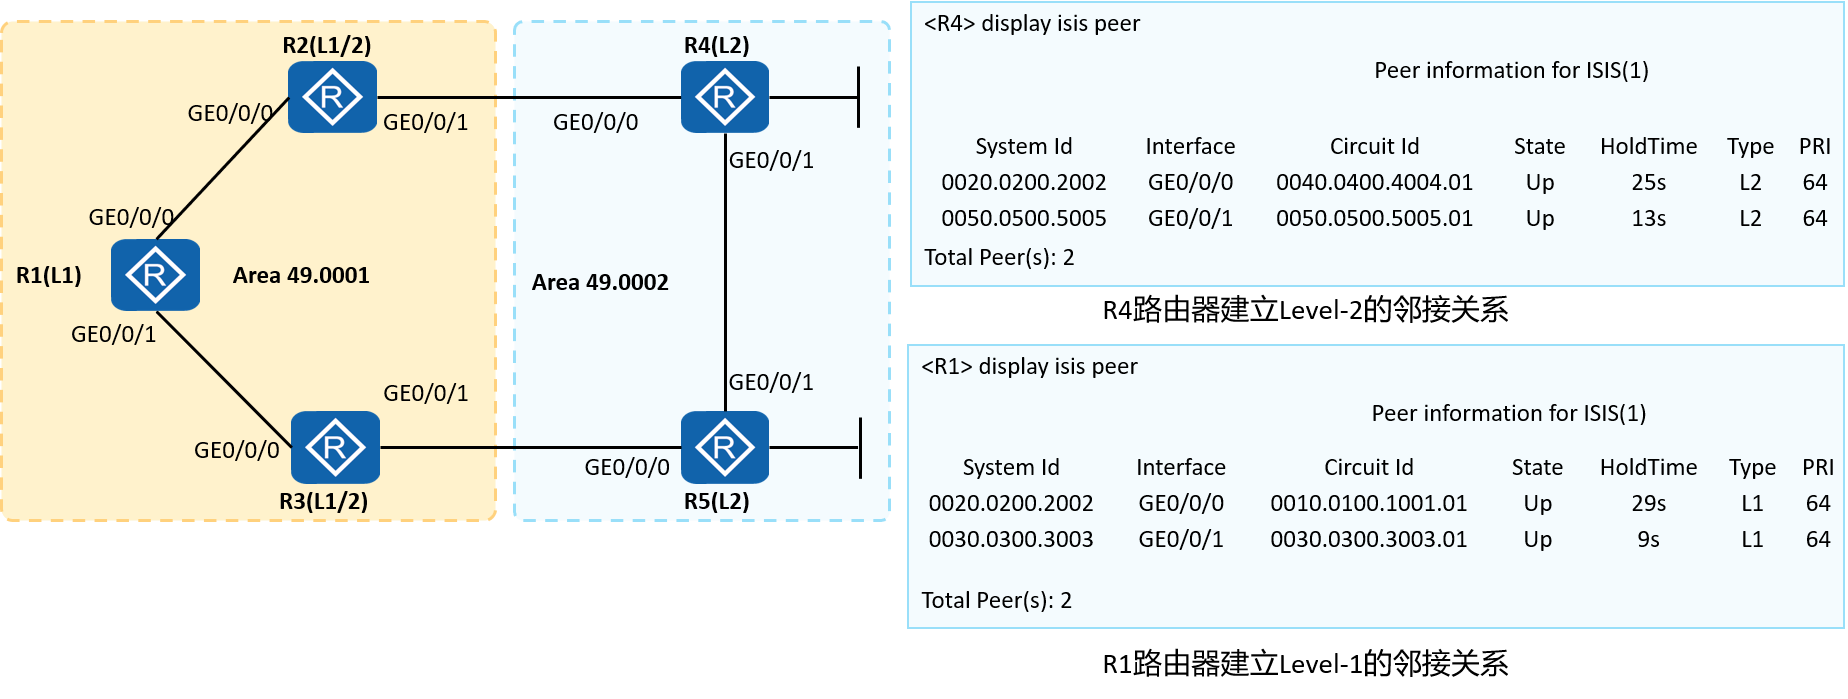 R2(L1/2)
R4(L2)
GE0/0/0
GE0/0/1
GE0/0/0
GE0/0/1
GE0/0/0
R1(L1)
Area 49.0001
Area 49.0002
GE0/0/1
GE0/0/1
GE0/0/1
GE0/0/0
GE0/0/0
R3(L1/2)
R5(L2)
R
R
R
R
R
<R4> display isis peer
Peer information for ISIS(1)
System Id Interface Circuit Id State HoldTime Type PRI
0020.0200.2002 GE0/0/0 0040.0400.4004.01 Up 25s L2 64
0050.0500.5005 GE0/0/1 0050.0500.5005.01 Up 13s L2 64
Total Peer(s): 2
R4路由器建立Level-2的邻接关系
<R1> display isis peer
Peer information for ISIS(1)
System Id Interface Circuit Id State HoldTime Type PRI
0020.0200.2002 GE0/0/0 0010.0100.1001.01 Up 29s L1 64
0030.0300.3003 GE0/0/1 0030.0300.3003.01 Up 9s L1 64
Total Peer(s): 2
R1路由器建立Level-1的邻接关系